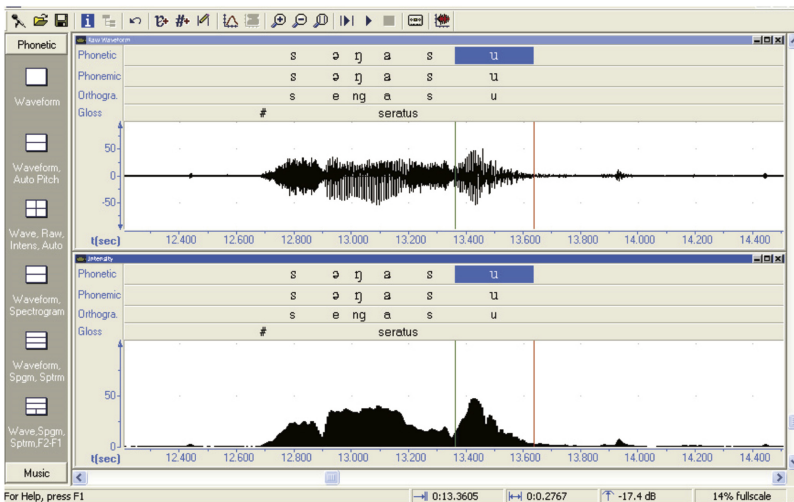 Phonetic
Waveform
Waveform,
Auto Pitch
Wave, Raw,
Intens, Auto
Waveform,
Spectrogram
Waveform,
Spgm, Sptrm
Wave,Spgm,
Sptrm,F2-F1
Music
Raw Waveform
Phonetic s ə ŋ a s u
Phonemic s ə ŋ a s u
Orthogra. s e ng a s u
Gloss # seratus
50-
0-
-50-
t(sec) 12.400 12.600 12.800 13.000 13.200 13.400 13.600 13.800 14.000 14.200 14.400
Intensity
Phonetic s ə ŋ a s u
Phonemic s ə ŋ a s u
Orthogra. s e ng a s u
Gloss # seratus
50-
0-
t(sec) 12.400 12.600 12.800 13.000 13.200 13.400 13.600 13.800 14.000 14.200 14.400
For Help, press F1 0:13.3605 0:0.2767 -17.4 dB 14% fullscale